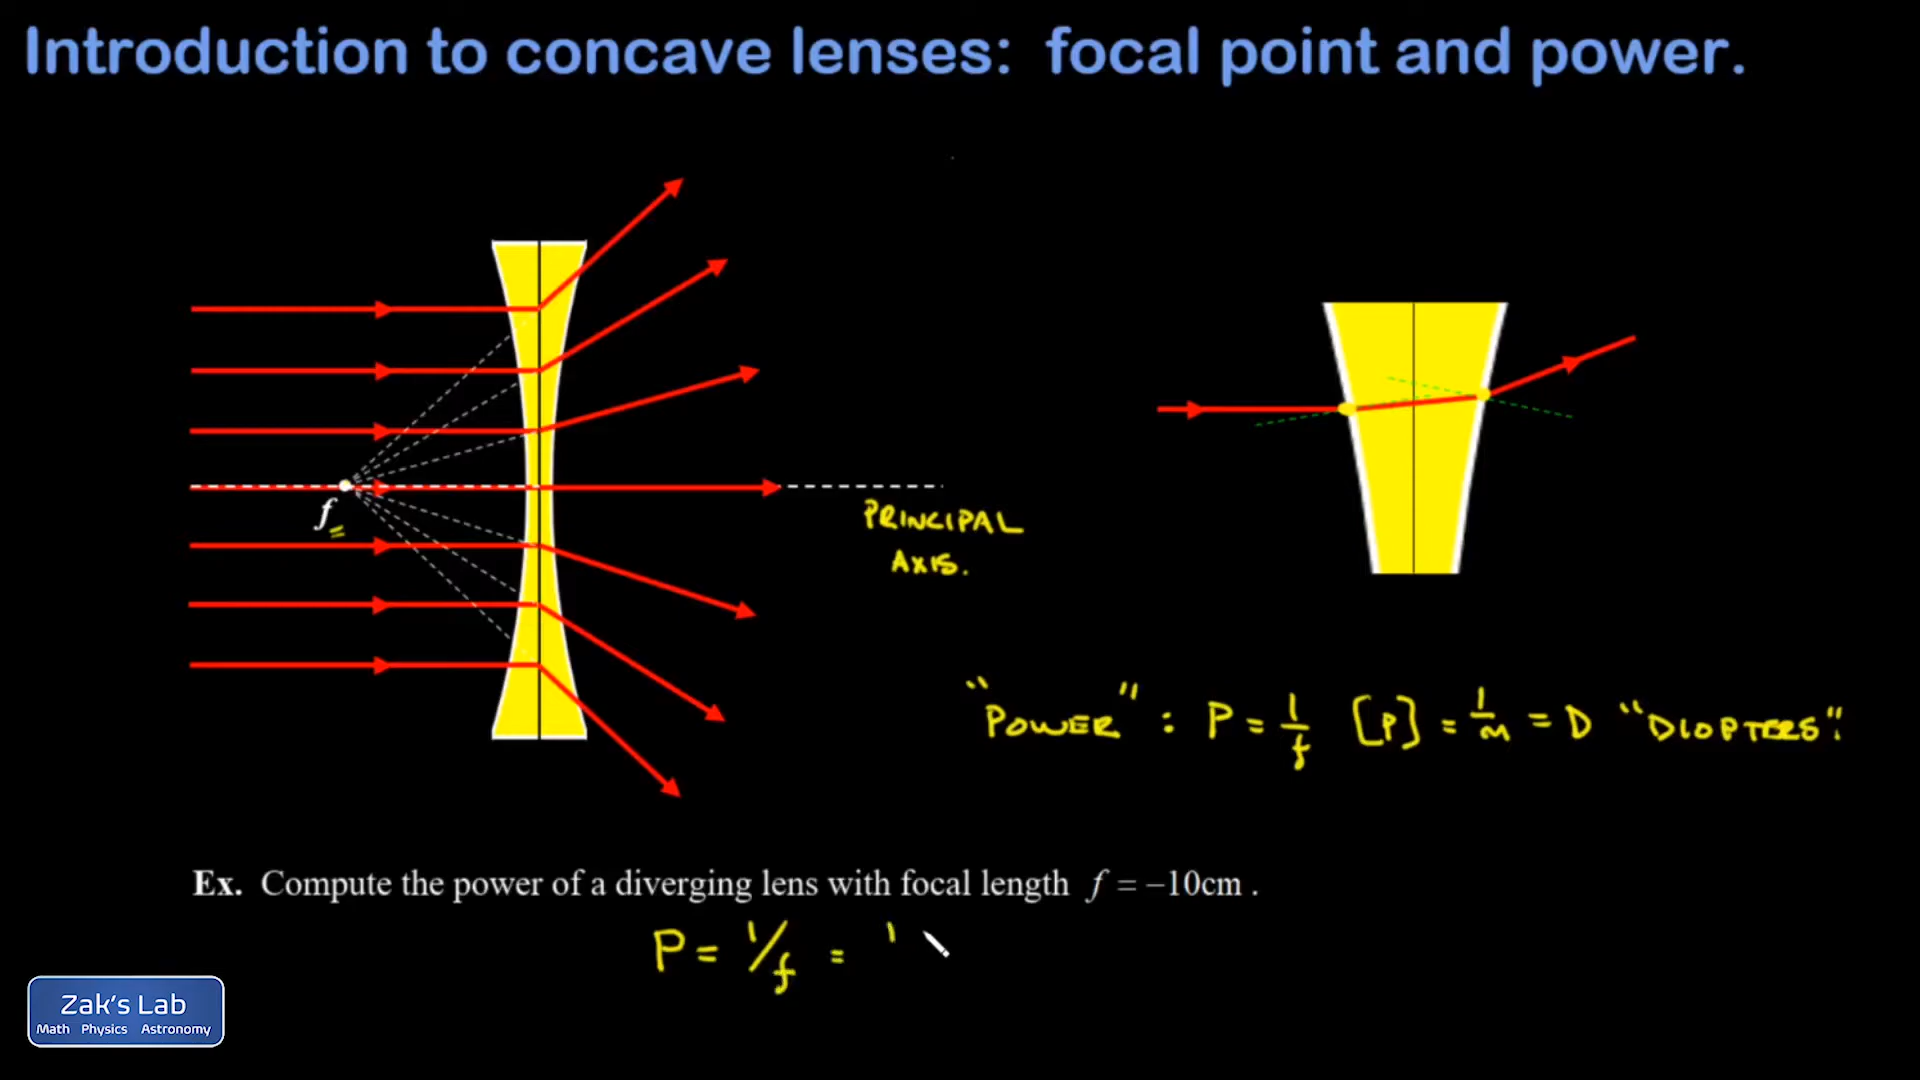 Introduction to concave lenses: focal point and power.
f
PRINCIPAL
AXIS.
"POWER" : P = 1/f [P] = 1/m = D "DIOPTERS".
Ex. Compute the power of a diverging lens with focal length f = –10cm .
P = 1/f = 1
Zak's Lab
Math Physics Astronomy